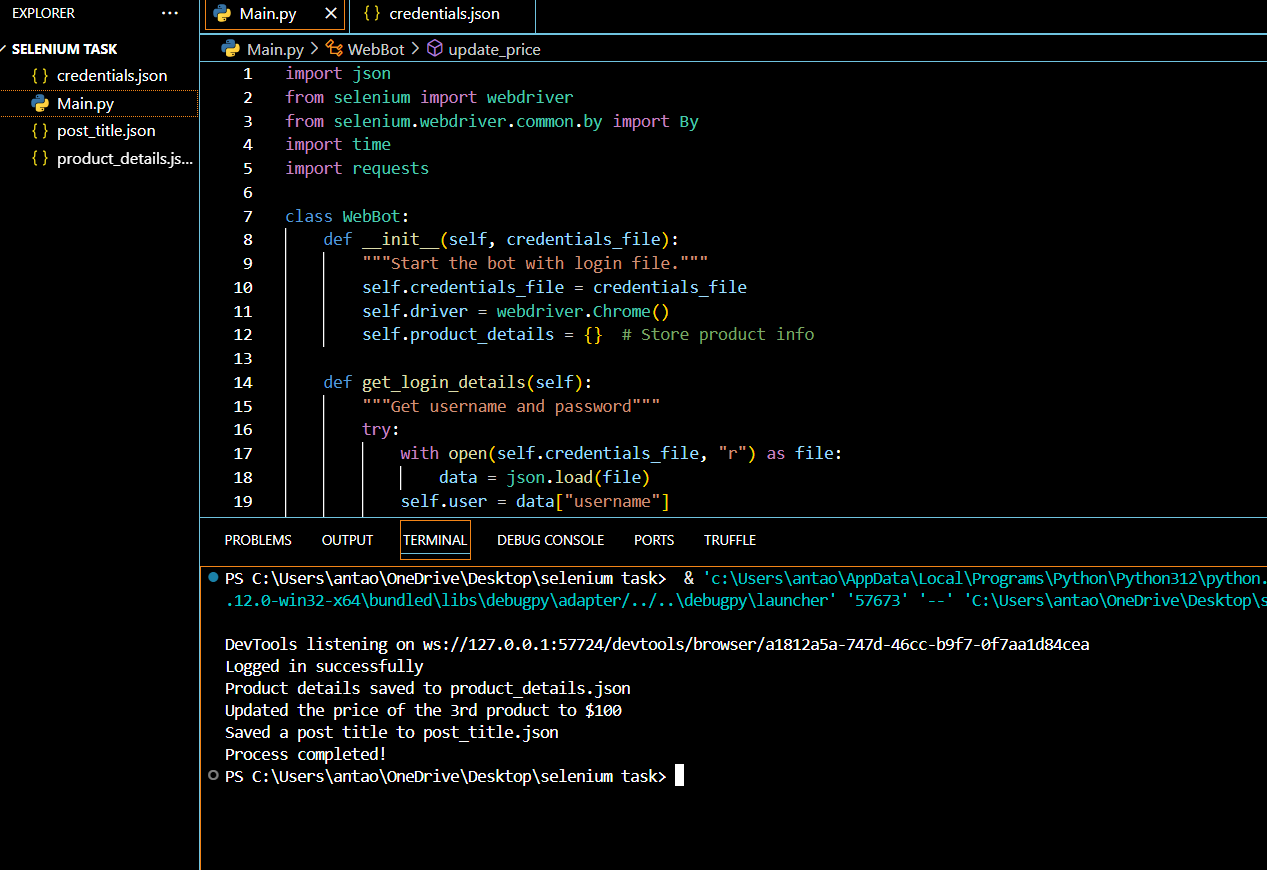 EXPLORER ...
SELENIUM TASK
{ } credentials.json
Main.py
{ } post_title.json
{ } product_details.js...
Main.py × { } credentials.json
Main.py > WebBot > update_price
1 import json
2 from selenium import webdriver
3 from selenium.webdriver.common.by import By
4 import time
5 import requests
6
7 class WebBot:
8 def __init__(self, credentials_file):
9 """Start the bot with login file."""
10 self.credentials_file = credentials_file
11 self.driver = webdriver.Chrome()
12 self.product_details = {}  # Store product info
13
14 def get_login_details(self):
15 """Get username and password"""
16 try:
17 with open(self.credentials_file, "r") as file:
18 data = json.load(file)
19 self.user = data["username"]
PROBLEMS OUTPUT TERMINAL DEBUG CONSOLE PORTS TRUFFLE
PS C:\Users\antao\OneDrive\Desktop\selenium task>  & 'c:\Users\antao\AppData\Local\Programs\Python\Python312\python.
.12.0-win32-x64\bundled\libs\debugpy\adapter/../..\debugpy\launcher' '57673' '--' 'C:\Users\antao\OneDrive\Desktop\s
DevTools listening on ws://127.0.0.1:57724/devtools/browser/a1812a5a-747d-46cc-b9f7-0f7aa1d84cea
Logged in successfully
Product details saved to product_details.json
Updated the price of the 3rd product to $100
Saved a post title to post_title.json
Process completed!
PS C:\Users\antao\OneDrive\Desktop\selenium task>